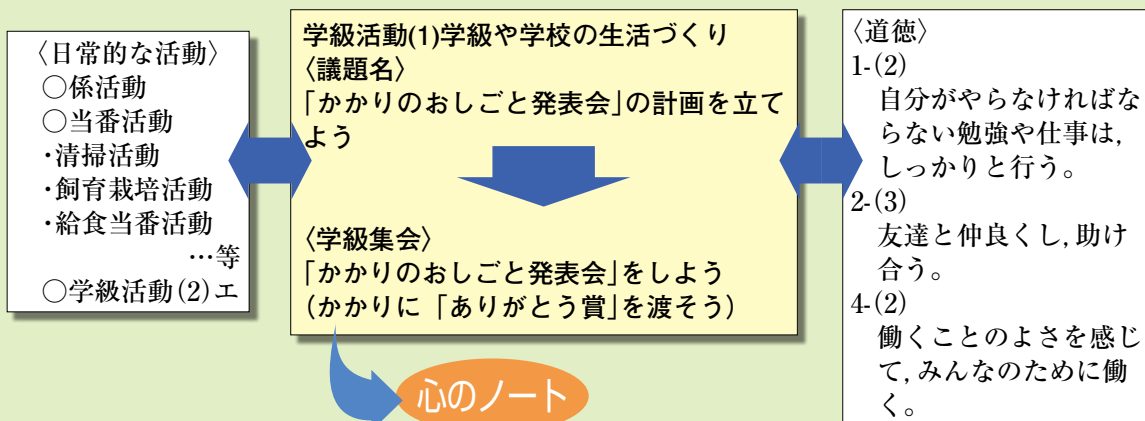 〈日常的な活動〉
○係活動
○当番活動
・清掃活動
・飼育栽培活動
・給食当番活動
…等
○学級活動(2)エ
学級活動(1)学級や学校の生活づくり
〈議題名〉
「かかりのおしごと発表会」の計画を立て
よう
〈学級集会〉
「かかりのおしごと発表会」をしよう
(かかりに「ありがとう賞」を渡そう)
心のノート
〈道徳〉
1-(2)
自分がやらなければな
らない勉強や仕事は,
しっかりと行う。
2-(3)
友達と仲良くし,助け
合う。
4-(2)
働くことのよさを感じ
て,みんなのために働
く。